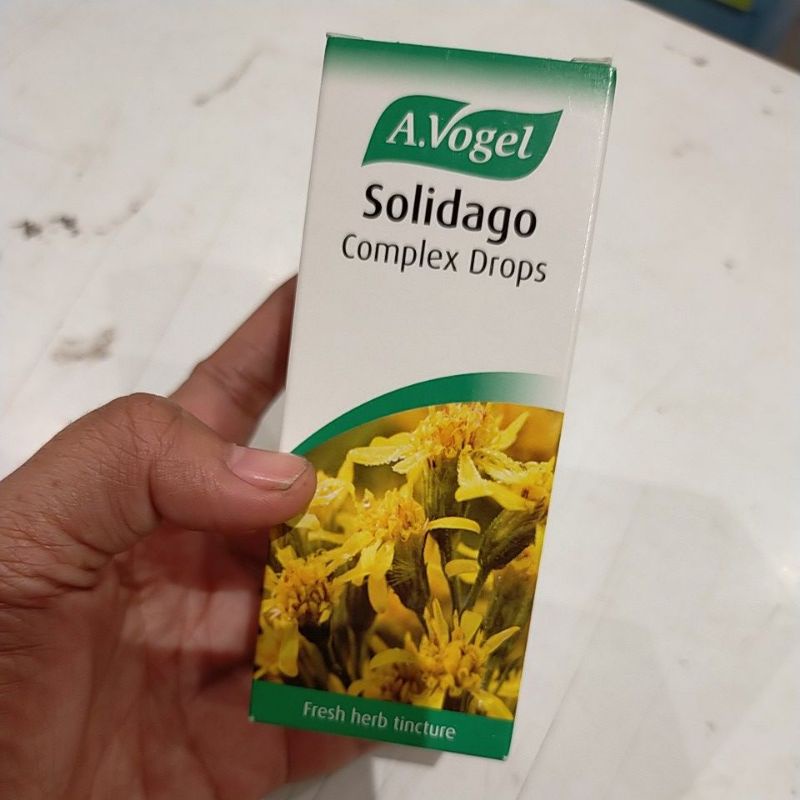 A.Vogel
Solidago
Complex Drops
Fresh herb tincture